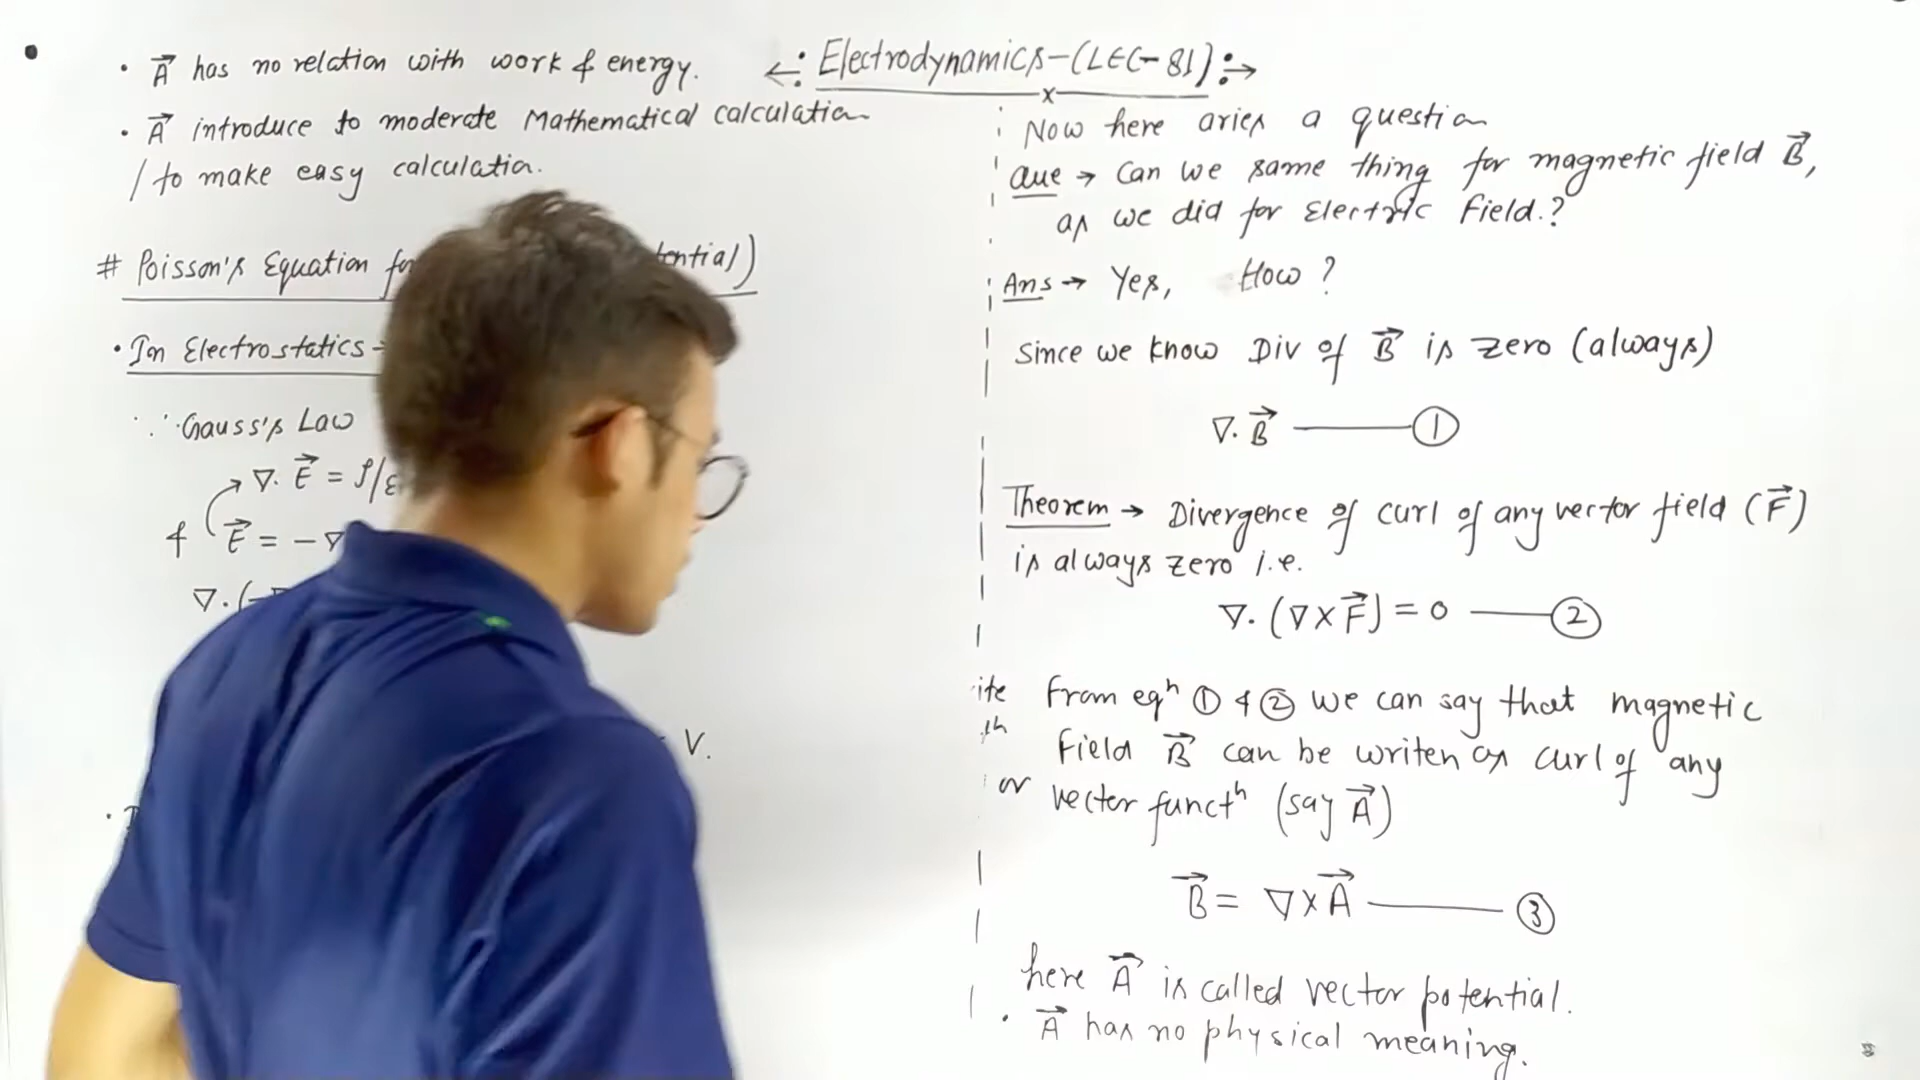 ←: Electrodynamics-(LEC-81):→
x
• A⃗ has no relation with work & energy.
• A⃗ introduce to moderate Mathematical calculation
/ to make easy calculation.
# Poisson's Equation for tential)
• In Electrostatics →
∵ Gauss's Law
∇. E⃗ = ρ/ε
& E⃗ = -∇
∇.(-∇
V.
Now here aries a question
Que → Can we same thing for magnetic field B⃗,
as we did for Electric Field.?
Ans → Yes, How ?
Since we know Div of B⃗ is zero (always)
∇. B⃗ ——— ①
Theorem → Divergence of curl of any vector field (F⃗)
is always zero i.e.
∇. (∇×F⃗) = 0 ——— ②
ite From eqⁿ ① & ② we can say that magnetic
Field B⃗ can be writen as curl of any
or vector functⁿ (say A⃗)
B⃗ = ∇×A⃗ ——— ③
here A⃗ is called vector potential.
• A⃗ has no physical meaning.